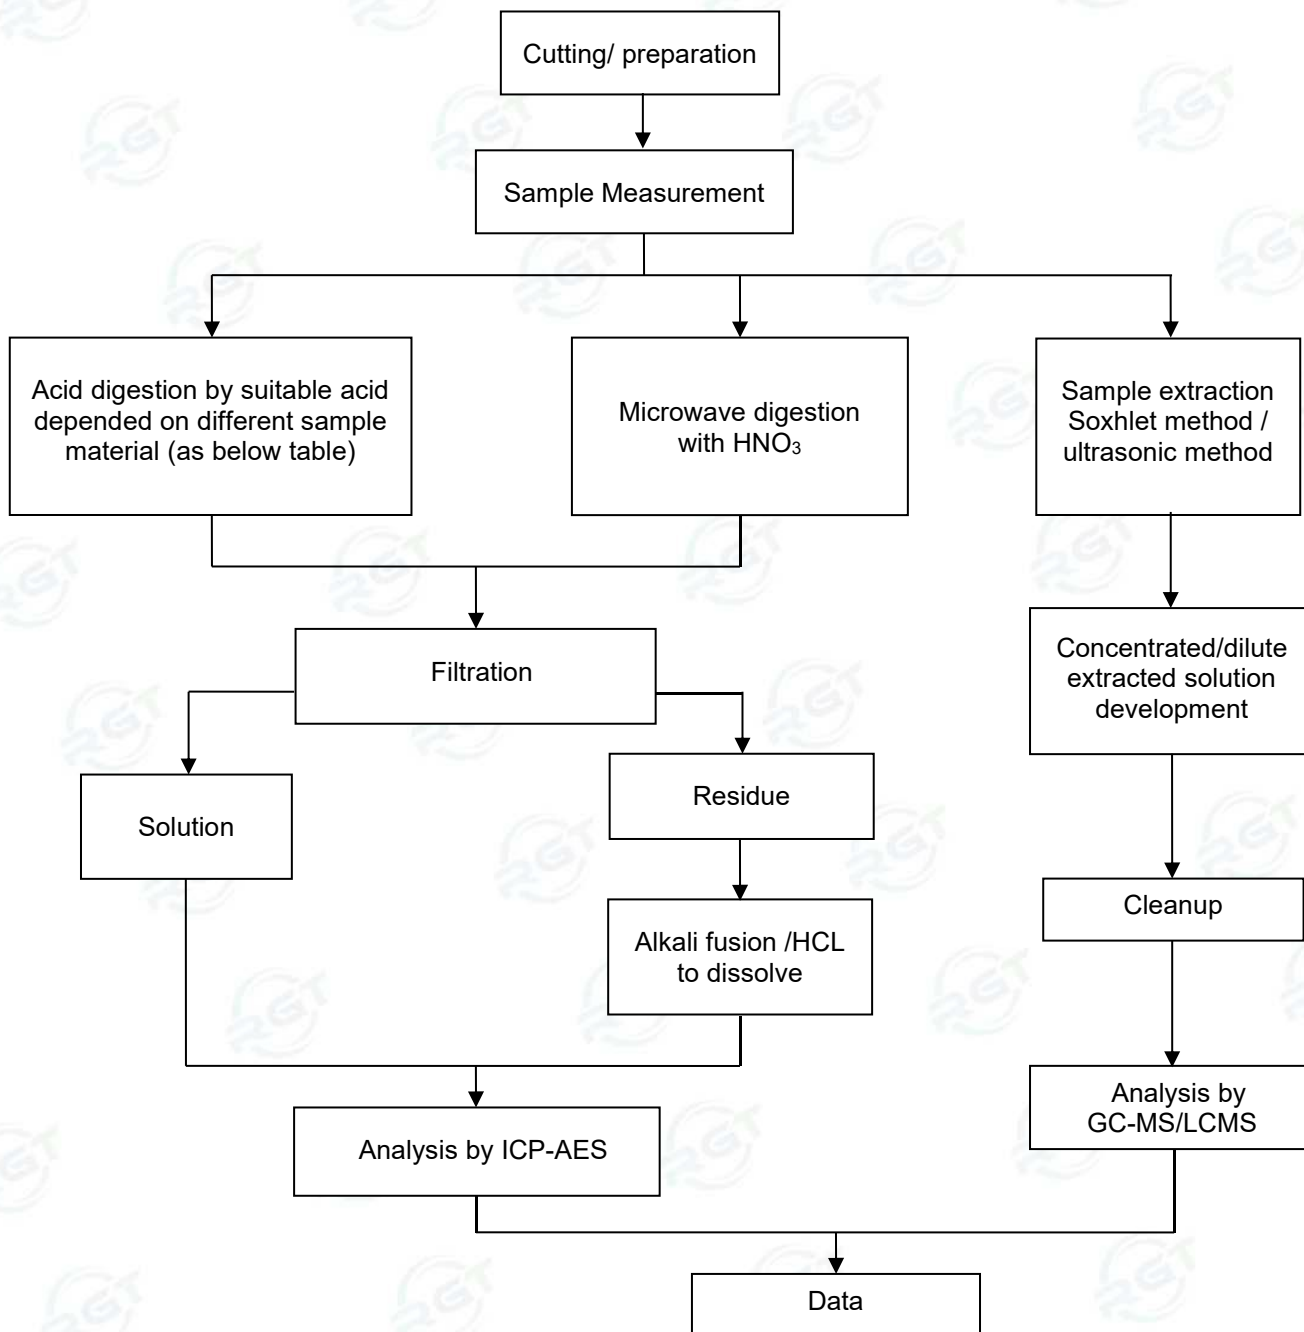 Cutting/ preparation
Sample Measurement
Acid digestion by suitable acid
depended on different sample
material (as below table)
Microwave digestion
with HNO₃
Sample extraction
Soxhlet method /
ultrasonic method
Filtration
Concentrated/dilute
extracted solution
development
Solution
Residue
Cleanup
Alkali fusion /HCL
to dissolve
Analysis by ICP-AES
Analysis by
GC-MS/LCMS
Data
RGT